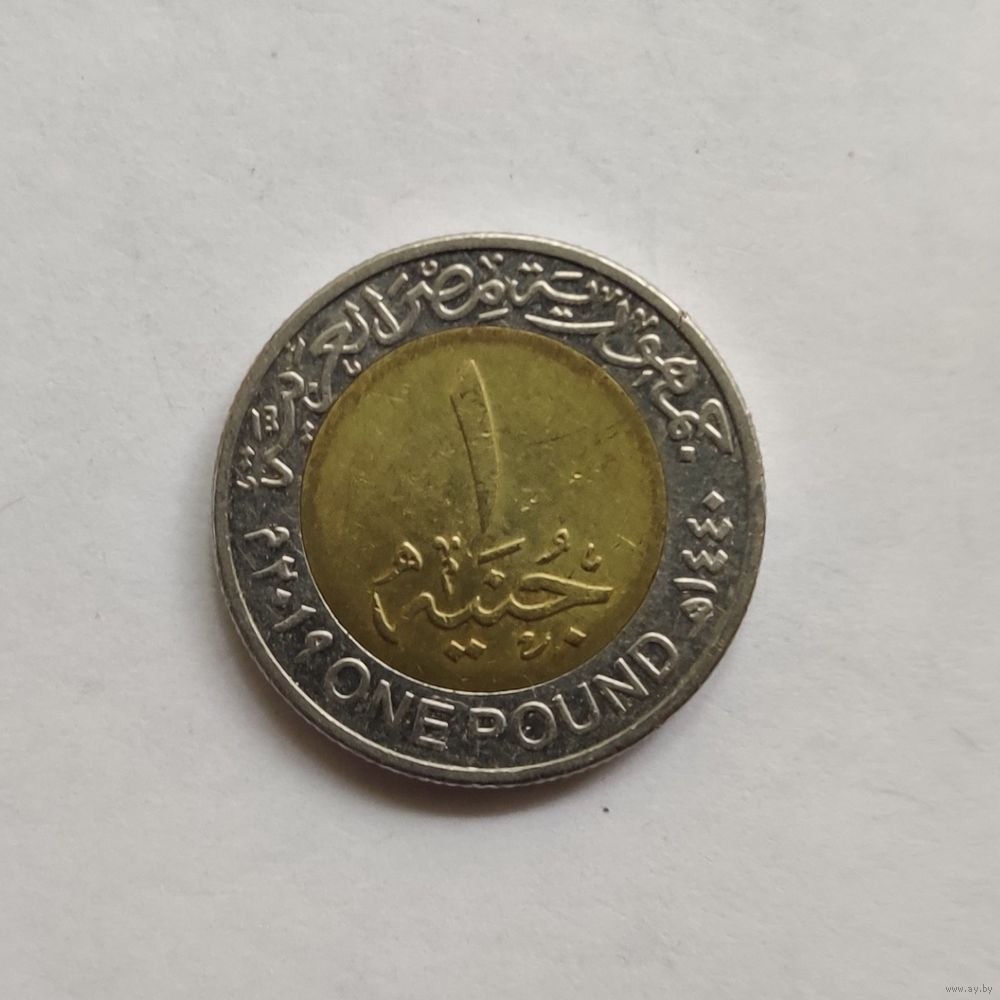 جمهورية مصر العربية
١
جنيه
١٤٤٠هـ
٢٠١٩م
ONE POUND
www.ay.by